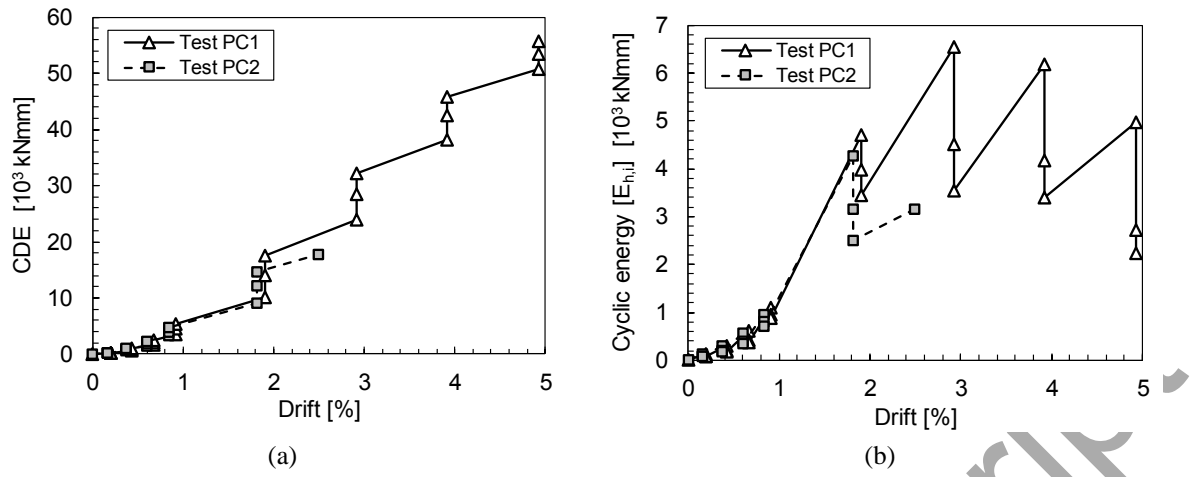 60
50
40
30
20
10
0
CDE [10³ kNmm]
Test PC1
Test PC2
0 1 2 3 4 5
Drift [%]
(a)
7
6
5
4
3
2
1
0
Cyclic energy [E_h,i] [10³ kNmm]
Test PC1
Test PC2
0 1 2 3 4 5
Drift [%]
(b)